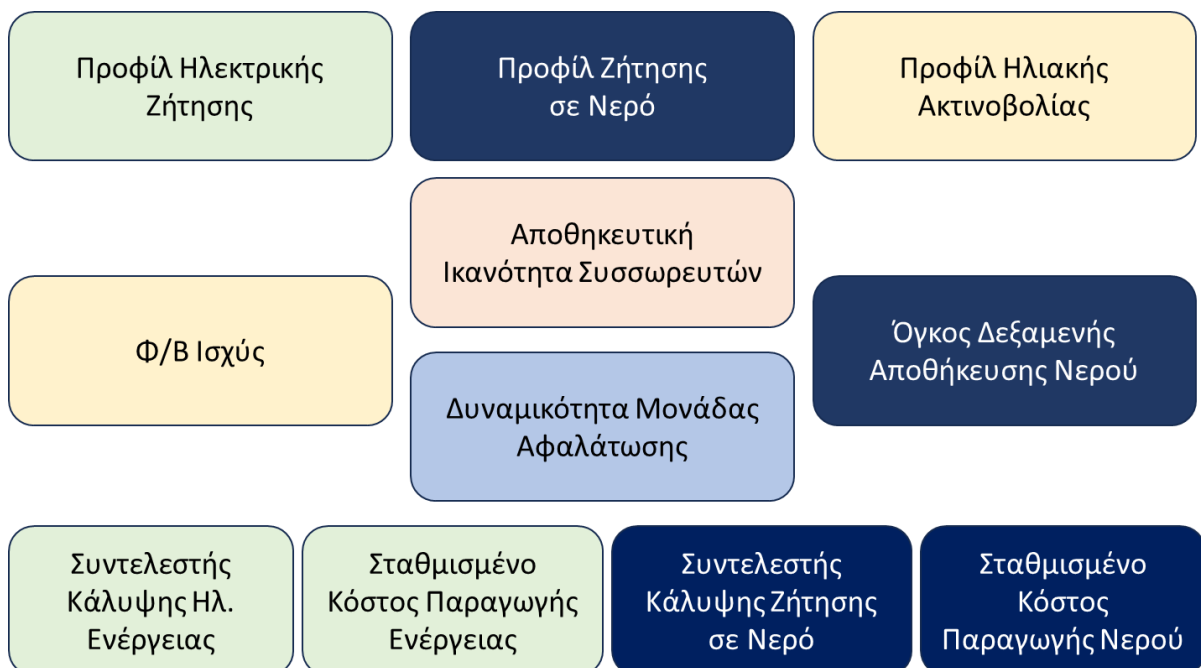 Προφίλ Ηλεκτρικής
Ζήτησης
Προφίλ Ζήτησης
σε Νερό
Προφίλ Ηλιακής
Ακτινοβολίας
Αποθηκευτική
Ικανότητα Συσσωρευτών
Φ/Β Ισχύς
Όγκος Δεξαμενής
Αποθήκευσης Νερού
Δυναμικότητα Μονάδας
Αφαλάτωσης
Συντελεστής
Κάλυψης Ηλ.
Ενέργειας
Σταθμισμένο
Κόστος Παραγωγής
Ενέργειας
Συντελεστής
Κάλυψης Ζήτησης
σε Νερό
Σταθμισμένο
Κόστος
Παραγωγής Νερού